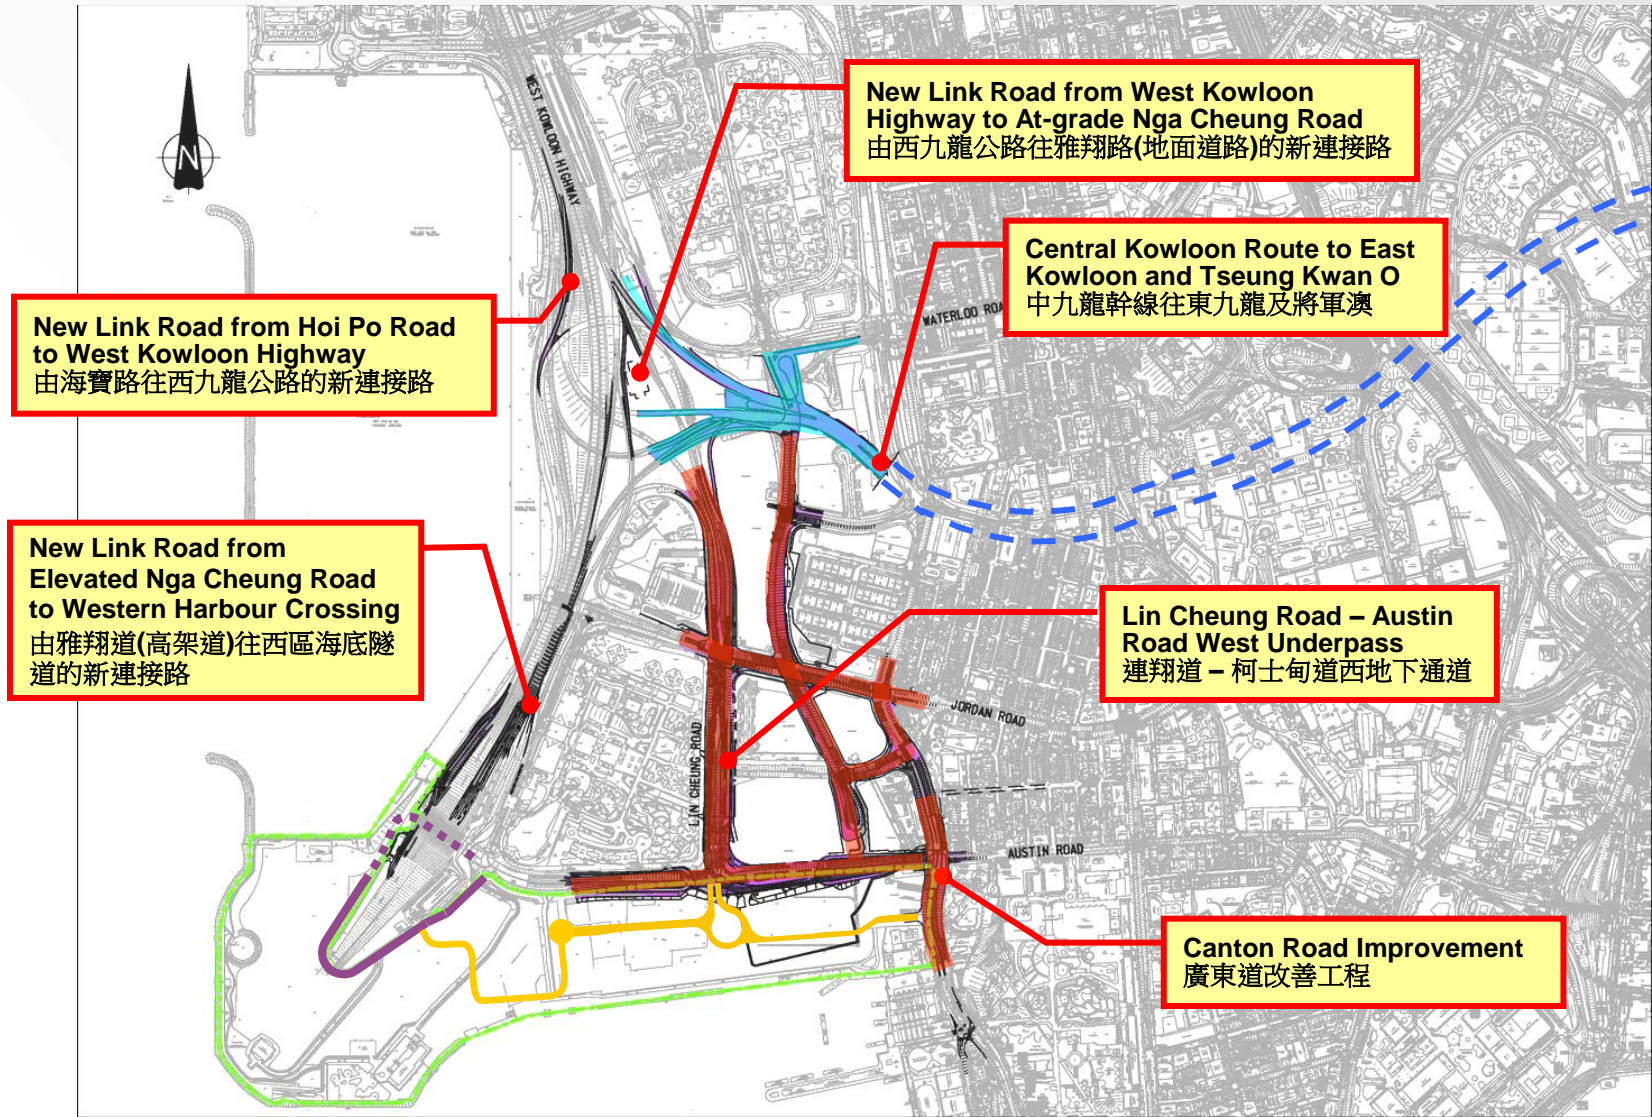 N
WEST KOWLOON HIGHWAY
New Link Road from West Kowloon
Highway to At-grade Nga Cheung Road
由西九龍公路往雅翔路(地面道路)的新連接路
Central Kowloon Route to East
Kowloon and Tseung Kwan O
中九龍幹線往東九龍及將軍澳
WATERLOO ROA
New Link Road from Hoi Po Road
to West Kowloon Highway
由海寶路往西九龍公路的新連接路
New Link Road from
Elevated Nga Cheung Road
to Western Harbour Crossing
由雅翔道(高架道)往西區海底隧
道的新連接路
Lin Cheung Road – Austin
Road West Underpass
連翔道 – 柯士甸道西地下通道
JORDAN ROAD
LIN CHEUNG ROAD
AUSTIN ROAD
Canton Road Improvement
廣東道改善工程